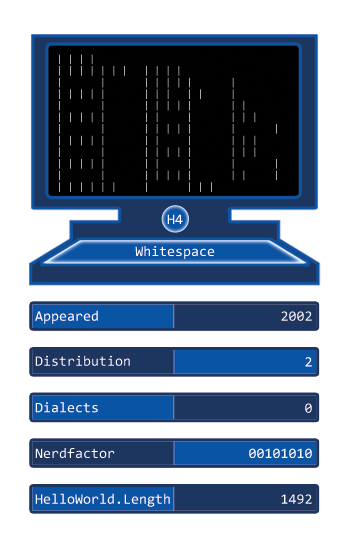 H4
Whitespace
Appeared 2002
Distribution 2
Dialects 0
Nerdfactor 00101010
HelloWorld.Length 1492